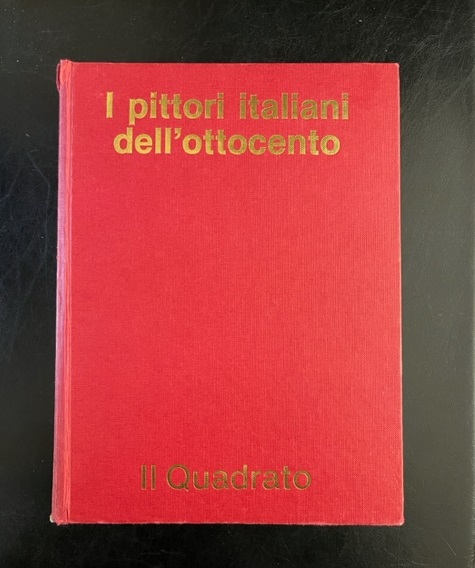 I pittori italiani
dell'ottocento
Il Quadrato